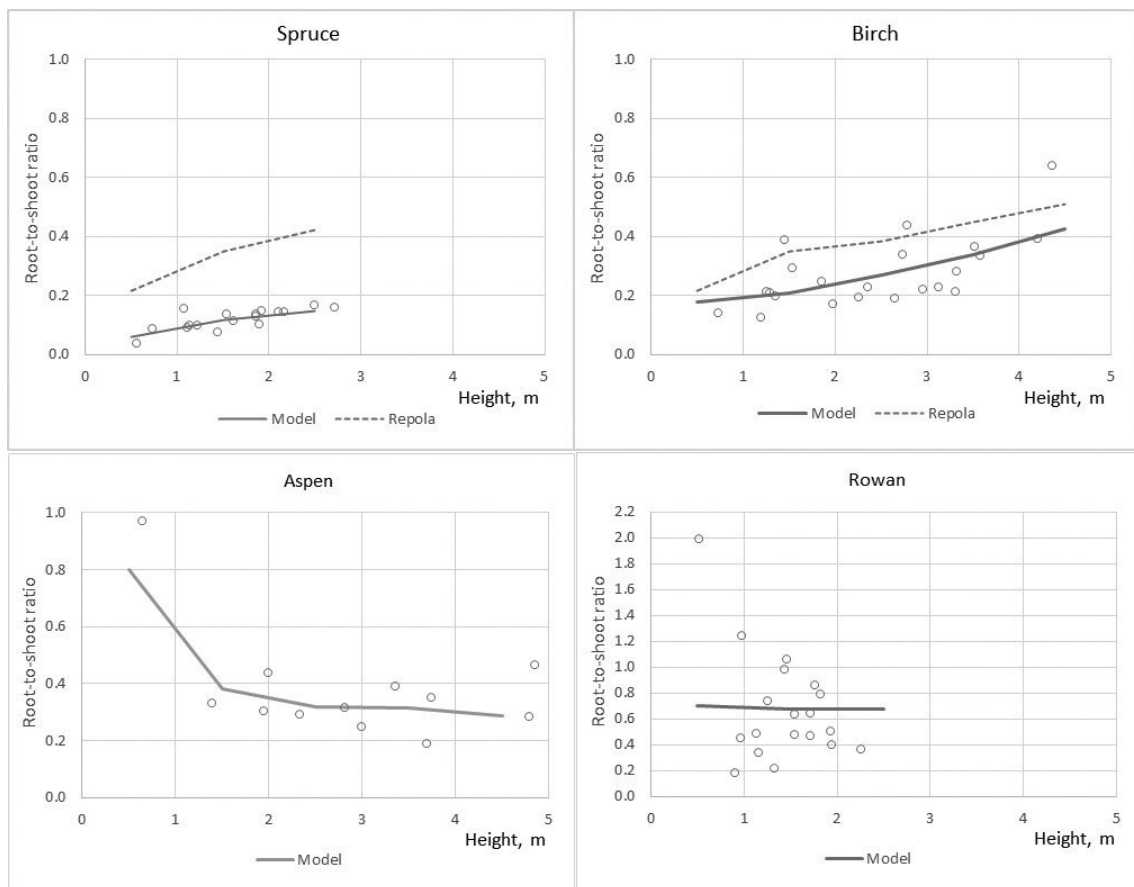 Spruce
1.0
0.8
0.6
0.4
0.2
0.0
Root-to-shoot ratio
0 1 2 3 4 5
Height, m
Model Repola
Birch
1.0
0.8
0.6
0.4
0.2
0.0
Root-to-shoot ratio
0 1 2 3 4 5
Height, m
Model Repola
Aspen
1.0
0.8
0.6
0.4
0.2
0.0
Root-to-shoot ratio
0 1 2 3 4 5
Height, m
Model
Rowan
2.2
2.0
1.8
1.6
1.4
1.2
1.0
0.8
0.6
0.4
0.2
0.0
Root-to-shoot ratio
0 1 2 3 4 5
Height, m
Model